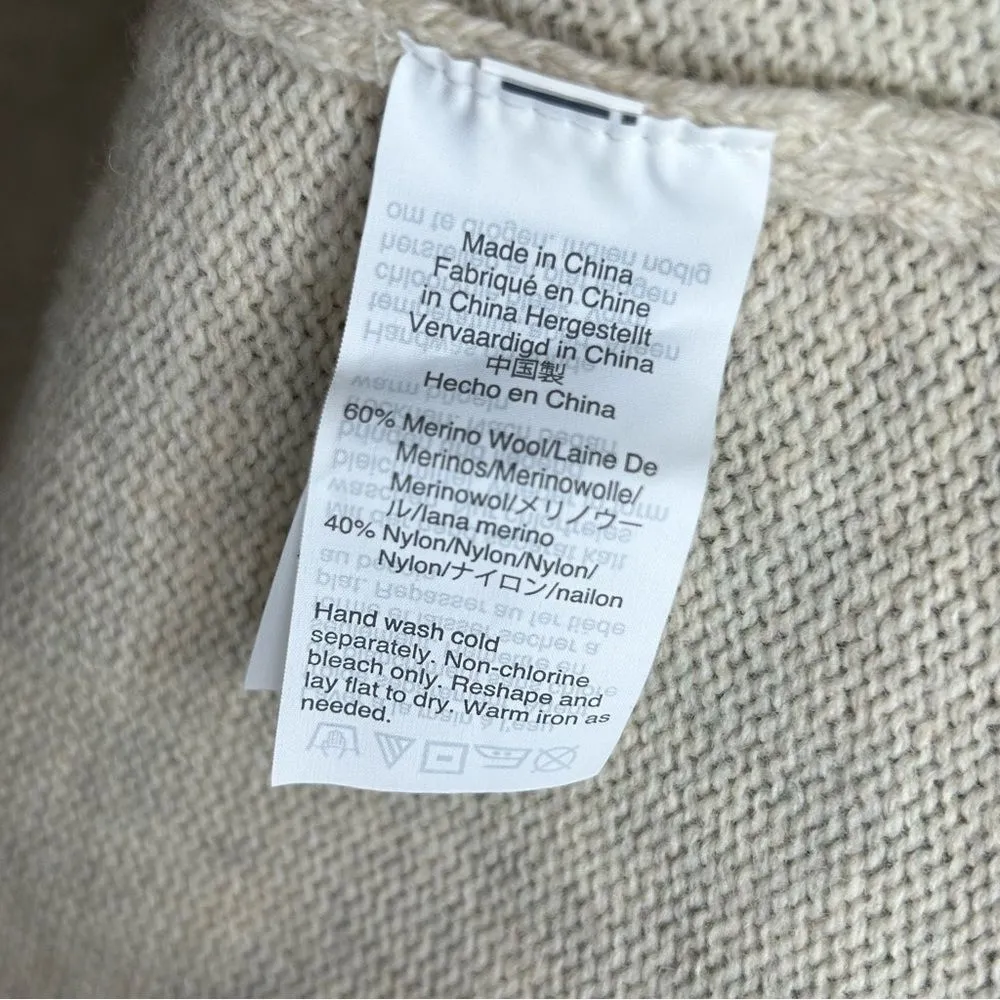 Made in China
Fabriqué en Chine
in China Hergestellt
Vervaardigd in China
中国製
Hecho en China
60% Merino Wool/Laine De
Merinos/Merinowolle/
Merinowol/メリノウー
ル/lana merino
40% Nylon/Nylon/Nylon/
Nylon/ナイロン/nailon
Hand wash cold
separately. Non-chlorine
bleach only. Reshape and
lay flat to dry. Warm iron as
needed.